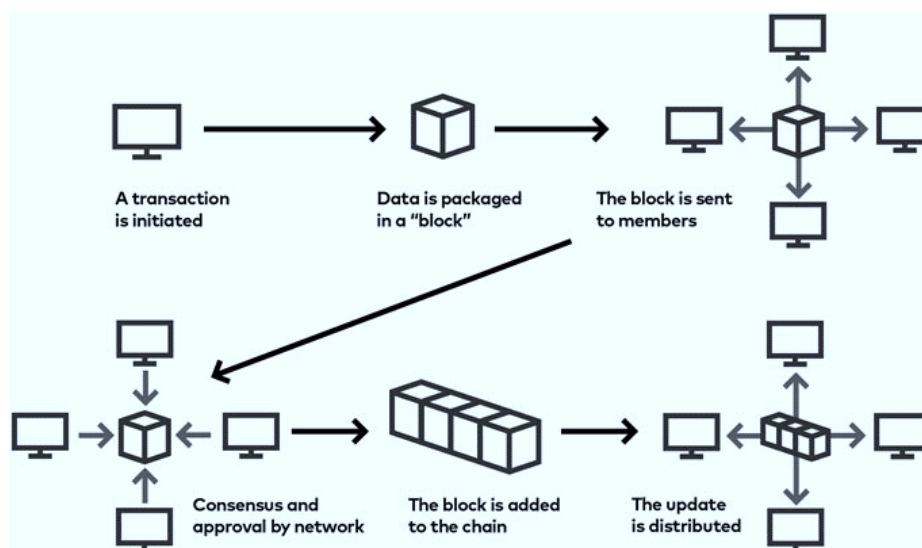 A transaction
is initiated
Data is packaged
in a “block”
The block is sent
to members
Consensus and
approval by network
The block is added
to the chain
The update
is distributed